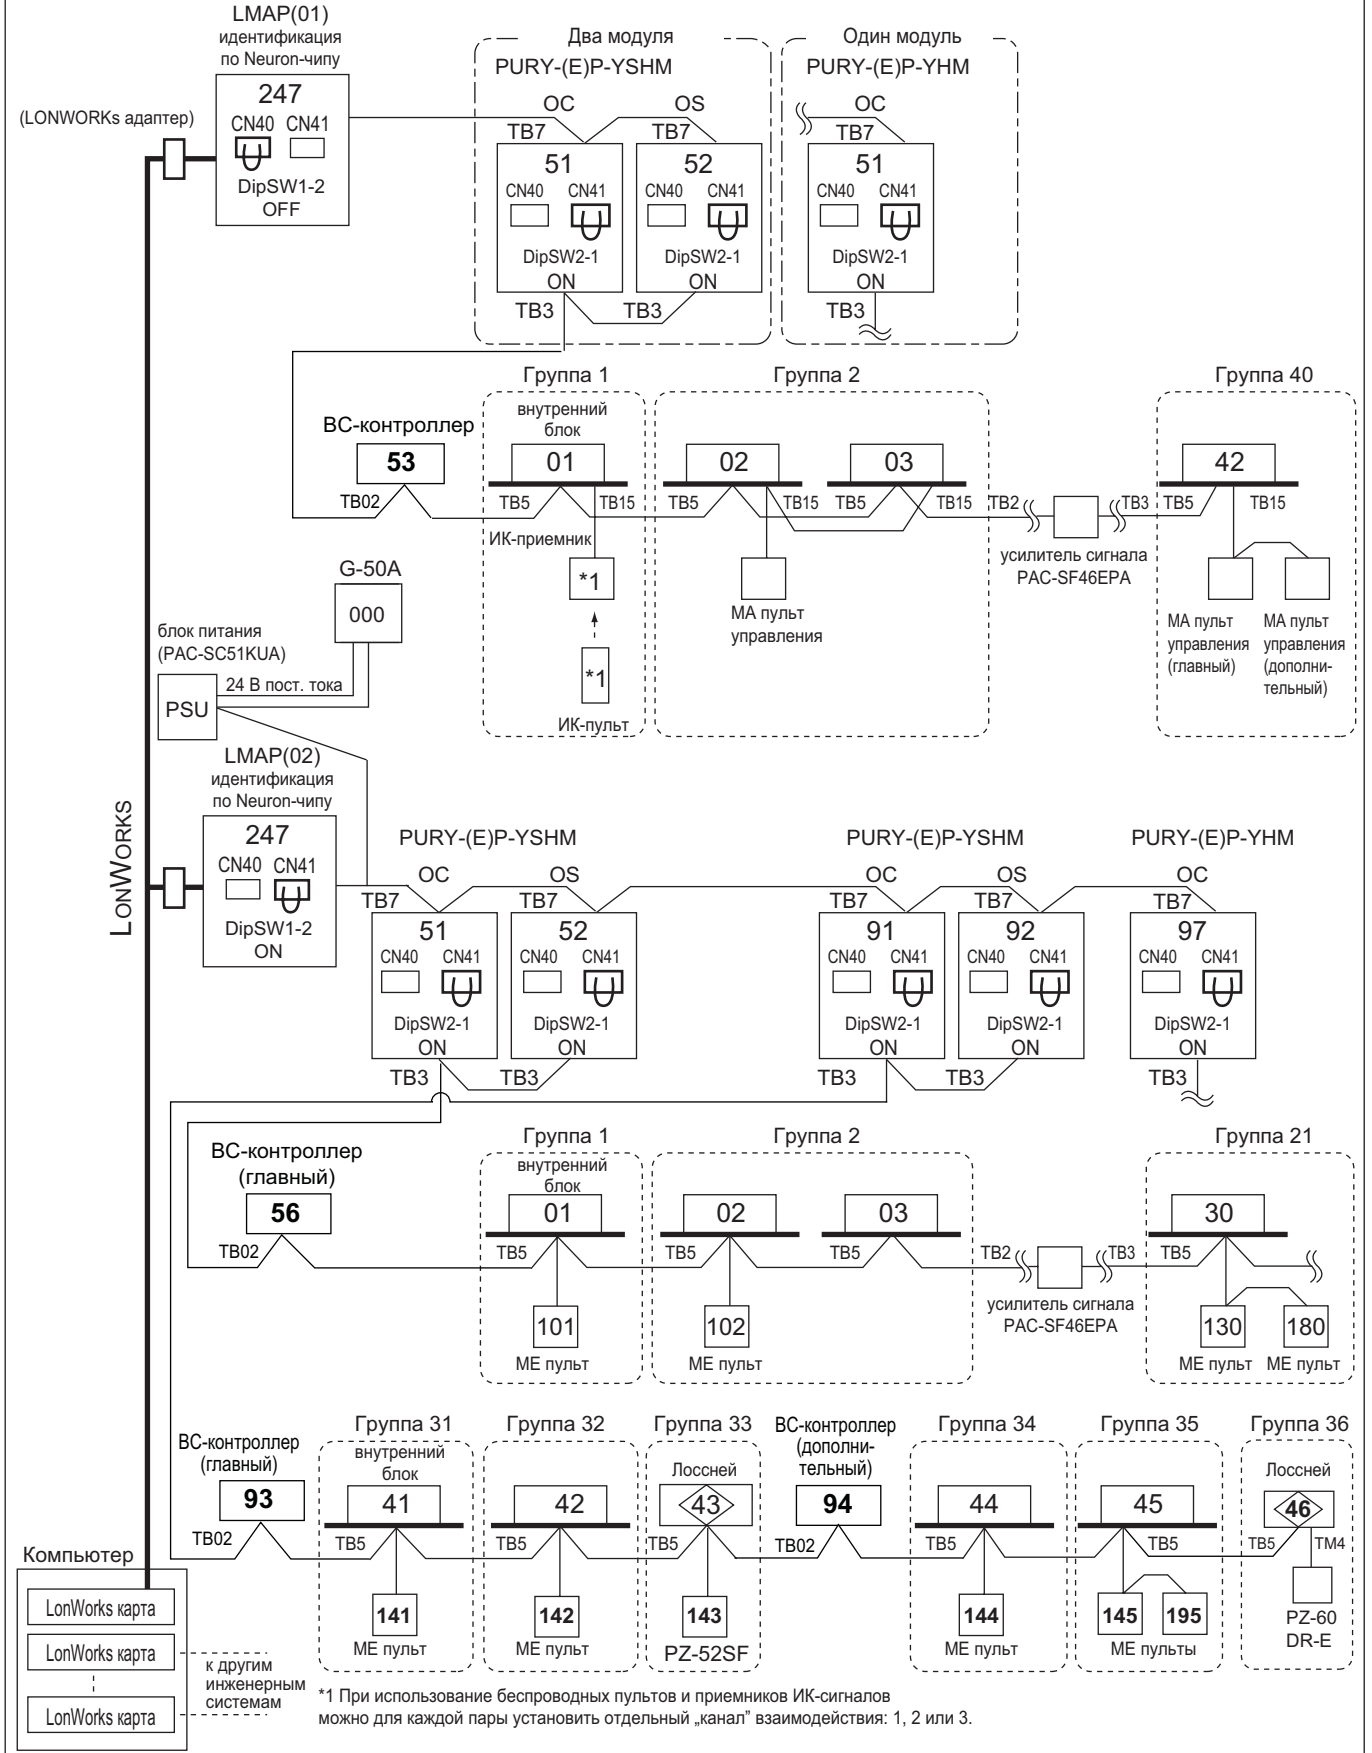 LMAP(01)
идентификация
по Neuron-чипу
(LONWORKs адаптер)
247
CN40 CN41
DipSW1-2
OFF
Два модуля
PURY-(E)P-YSHM
OC OS
TB7 TB7
51 52
CN40 CN41 CN40 CN41
DipSW2-1 DipSW2-1
ON ON
TB3 TB3
Один модуль
PURY-(E)P-YHM
OC
TB7
51
CN40 CN41
DipSW2-1
ON
TB3
Группа 1 Группа 2 Группа 40
BC-контроллер
53
TB02
внутренний
блок
01 02 03 42
TB5 TB15 TB5 TB15 TB5 TB15 TB2 TB3 TB5 TB15
ИК-приемник
*1
*1
ИК-пульт
МА пульт
управления
усилитель сигнала
PAC-SF46EPA
МА пульт
управления
(главный)
МА пульт
управления
(дополни-
тельный)
G-50A
000
блок питания
(PAC-SC51KUA)
24 В пост. тока
PSU
LMAP(02)
идентификация
по Neuron-чипу
247
CN40 CN41
DipSW1-2
ON
LONWORKS
PURY-(E)P-YSHM PURY-(E)P-YSHM PURY-(E)P-YHM
OC OS OC OS OC
TB7 TB7 TB7 TB7 TB7
51 52 91 92 97
CN40 CN41 CN40 CN41 CN40 CN41 CN40 CN41 CN40 CN41
DipSW2-1 DipSW2-1 DipSW2-1 DipSW2-1 DipSW2-1
ON ON ON ON ON
TB3 TB3 TB3 TB3 TB3
Группа 1 Группа 2 Группа 21
BC-контроллер
(главный)
56
TB02
внутренний
блок
01 02 03 30
TB5 TB5 TB5 TB2 TB3 TB5
усилитель сигнала
PAC-SF46EPA
101 102 130 180
МЕ пульт МЕ пульт МЕ пульт МЕ пульт
Группа 31 Группа 32 Группа 33 Группа 34 Группа 35 Группа 36
BC-контроллер
(главный)
93
TB02
внутренний
блок
Лоссней
BC-контроллер
(дополни-
тельный)
94
TB02
Лоссней
41 42 43 44 45 46
TB5 TB5 TB5 TB5 TB5 TB5 TM4
141 142 143 144 145 195
МЕ пульт МЕ пульт PZ-52SF МЕ пульт МЕ пульты
PZ-60
DR-E
Компьютер
LonWorks карта
LonWorks карта
LonWorks карта
к другим
инженерным
системам
*1 При использование беспроводных пультов и приемников ИК-сигналов
можно для каждой пары установить отдельный „канал” взаимодействия: 1, 2 или 3.